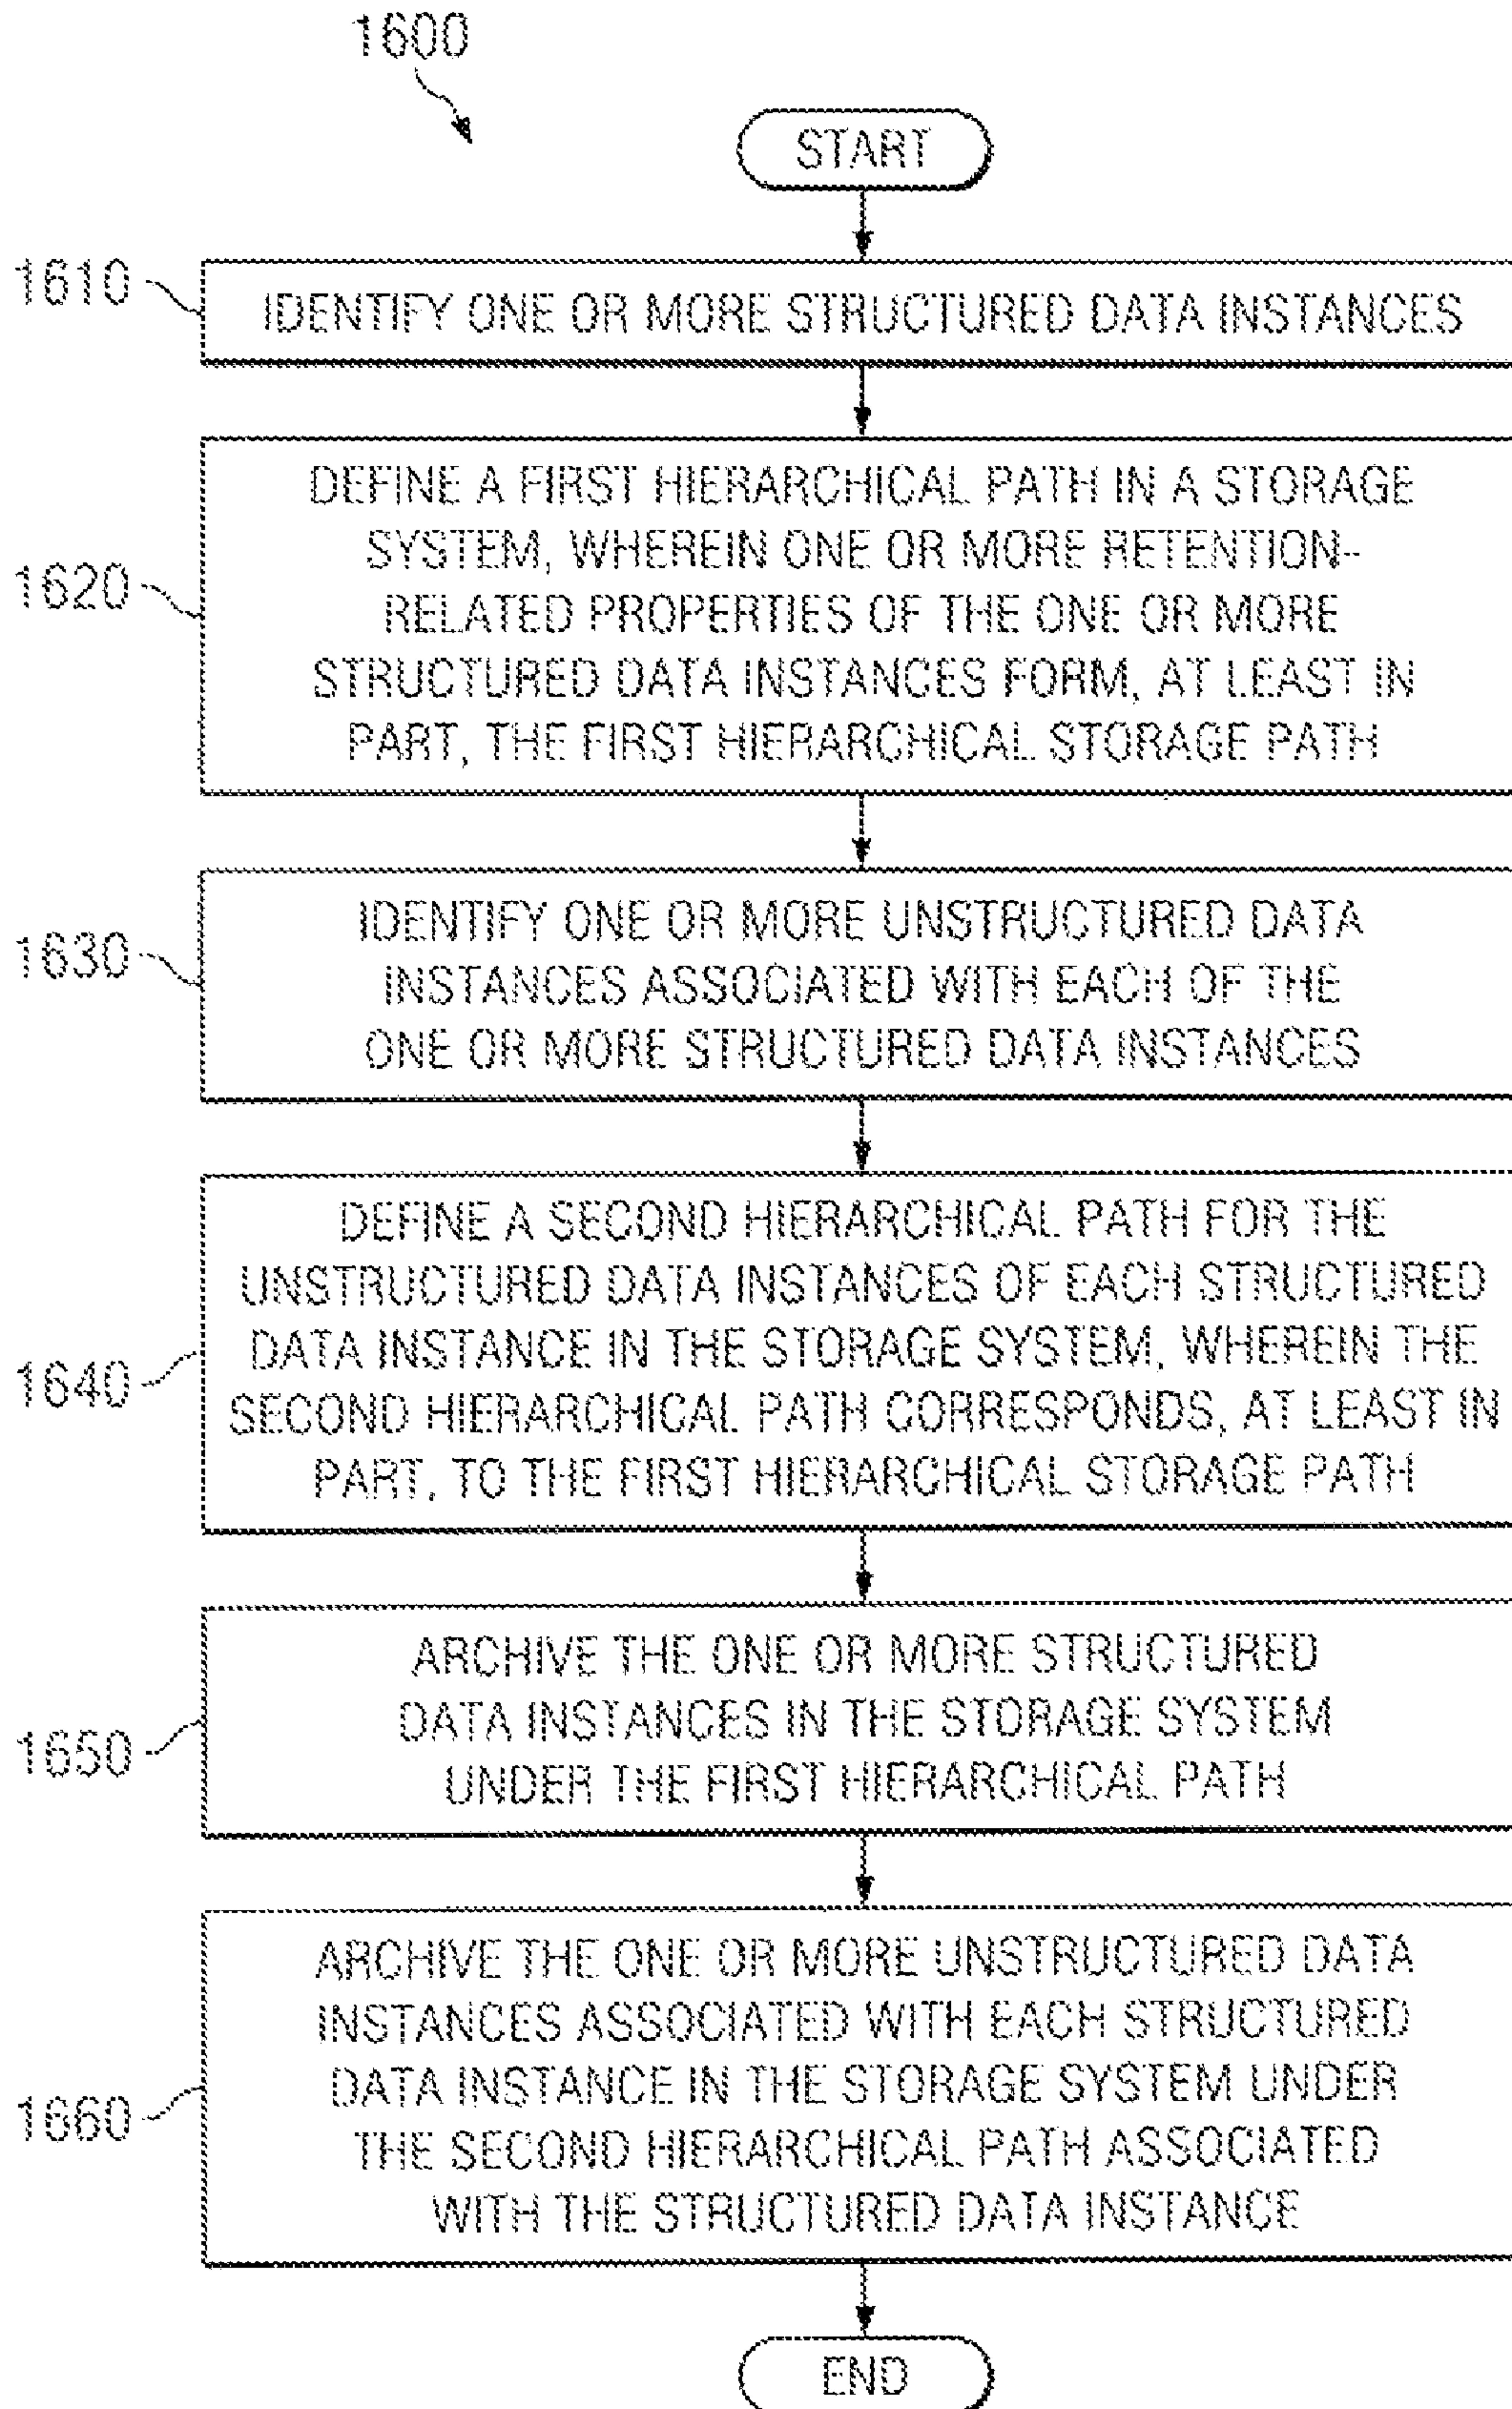 1600
START
1610
IDENTIFY ONE OR MORE STRUCTURED DATA INSTANCES
1620
DEFINE A FIRST HIERARCHICAL PATH IN A STORAGE
SYSTEM, WHEREIN ONE OR MORE RETENTION-
RELATED PROPERTIES OF THE ONE OR MORE
STRUCTURED DATA INSTANCES FORM, AT LEAST IN
PART, THE FIRST HIERARCHICAL STORAGE PATH
1630
IDENTIFY ONE OR MORE UNSTRUCTURED DATA
INSTANCES ASSOCIATED WITH EACH OF THE
ONE OR MORE STRUCTURED DATA INSTANCES
1640
DEFINE A SECOND HIERARCHICAL PATH FOR THE
UNSTRUCTURED DATA INSTANCES OF EACH STRUCTURED
DATA INSTANCE IN THE STORAGE SYSTEM, WHEREIN THE
SECOND HIERARCHICAL PATH CORRESPONDS, AT LEAST IN
PART, TO THE FIRST HIERARCHICAL STORAGE PATH
1650
ARCHIVE THE ONE OR MORE STRUCTURED
DATA INSTANCES IN THE STORAGE SYSTEM
UNDER THE FIRST HIERARCHICAL PATH
1660
ARCHIVE THE ONE OR MORE UNSTRUCTURED DATA
INSTANCES ASSOCIATED WITH EACH STRUCTURED
DATA INSTANCE IN THE STORAGE SYSTEM UNDER
THE SECOND HIERARCHICAL PATH ASSOCIATED
WITH THE STRUCTURED DATA INSTANCE
END